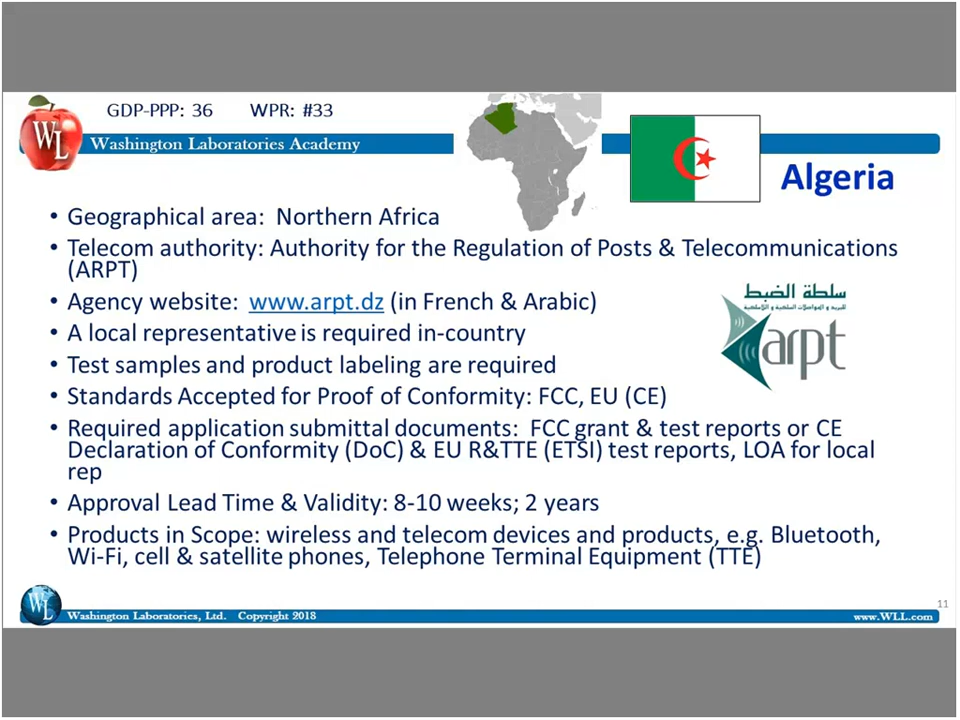 GDP-PPP: 36 WPR: #33
WL
Washington Laboratories Academy
Algeria
• Geographical area: Northern Africa
• Telecom authority: Authority for the Regulation of Posts & Telecommunications
(ARPT)
• Agency website: www.arpt.dz (in French & Arabic)
• A local representative is required in-country
• Test samples and product labeling are required
• Standards Accepted for Proof of Conformity: FCC, EU (CE)
• Required application submittal documents: FCC grant & test reports or CE
Declaration of Conformity (DoC) & EU R&TTE (ETSI) test reports, LOA for local
rep
• Approval Lead Time & Validity: 8-10 weeks; 2 years
• Products in Scope: wireless and telecom devices and products, e.g. Bluetooth,
Wi-Fi, cell & satellite phones, Telephone Terminal Equipment (TTE)
سلطة الضبط
للبريد و المواصلات السلكية و اللاسلكية
arpt
WL
Washington Laboratories, Ltd. Copyright 2018
www.WLL.com
11